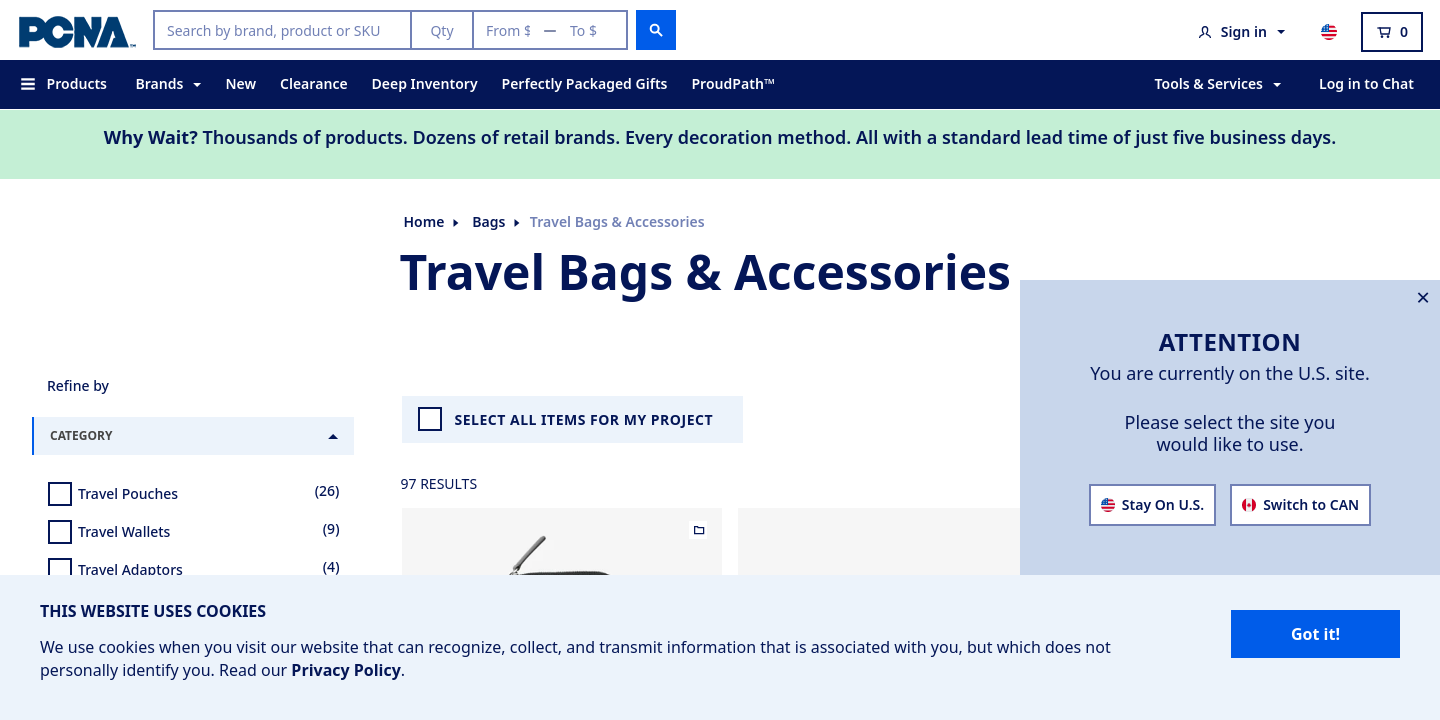 PCNA™
Search by brand, product or SKU
Qty
From $ — To $
Sign in
0
Products
Brands
New
Clearance
Deep Inventory
Perfectly Packaged Gifts
ProudPath™
Tools & Services
Log in to Chat
Why Wait? Thousands of products. Dozens of retail brands. Every decoration method. All with a standard lead time of just five business days.
Home
Bags
Travel Bags & Accessories
Travel Bags & Accessories
ATTENTION
You are currently on the U.S. site.
Please select the site you
would like to use.
Stay On U.S.
Switch to CAN
Refine by
CATEGORY
Travel Pouches (26)
Travel Wallets (9)
Travel Adaptors (4)
SELECT ALL ITEMS FOR MY PROJECT
97 RESULTS
THIS WEBSITE USES COOKIES
We use cookies when you visit our website that can recognize, collect, and transmit information that is associated with you, but which does not
personally identify you. Read our Privacy Policy.
Got it!